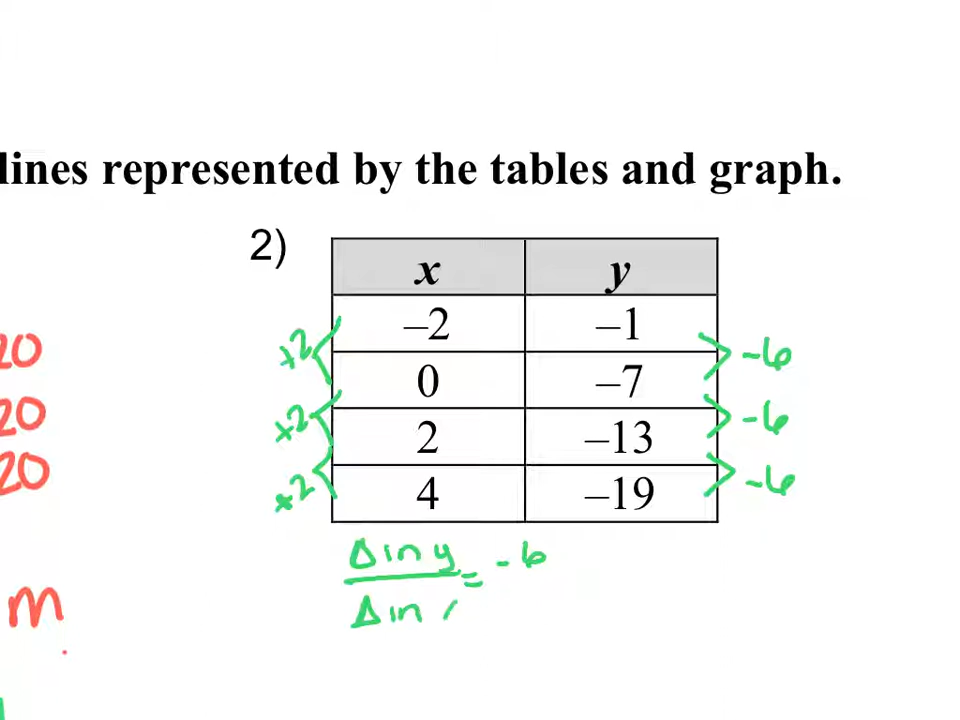 lines represented by the tables and graph.
2)
x y
–2 –1
+2 -6
20
0 –7
+2 -6
20
2 –13
20
+2 -6
4 –19
Δ in y = -6
Δ in
m